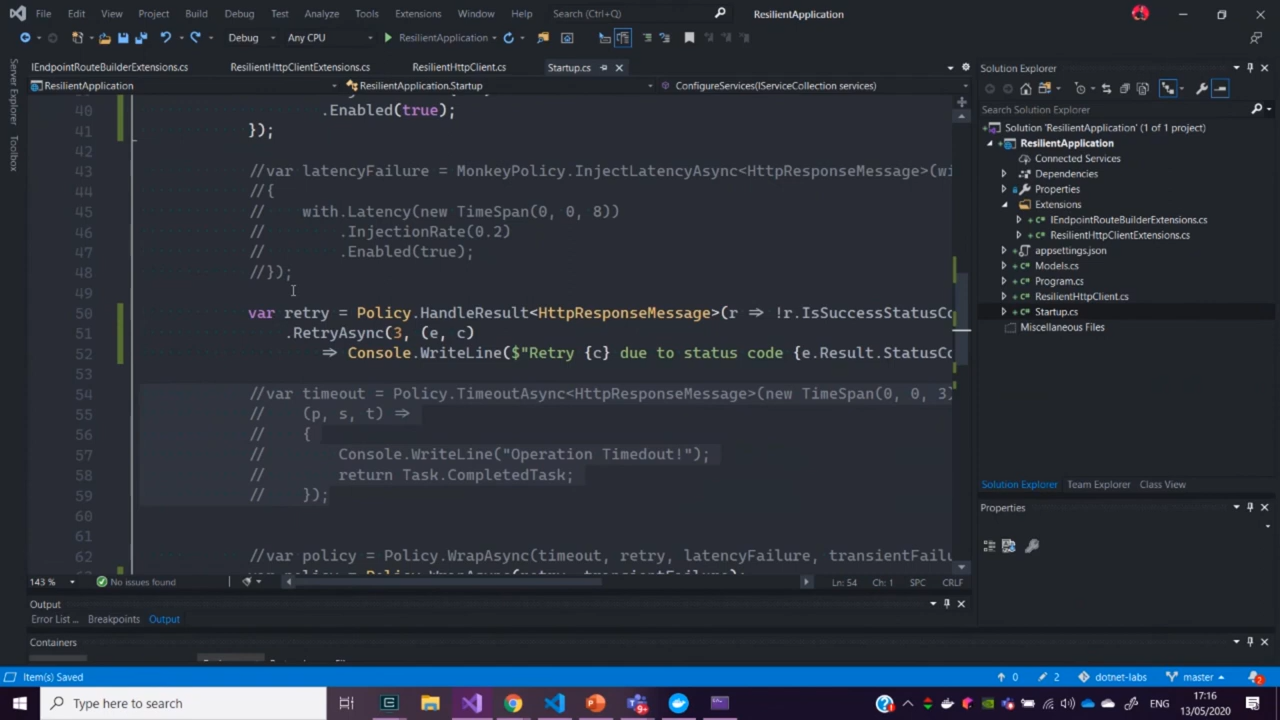 File Edit View Project Build Debug Test Analyze Tools Extensions Window Help Search (Ctrl+Q) ResilientApplication
Debug Any CPU ResilientApplication
IEndpointRouteBuilderExtensions.cs ResilientHttpClientExtensions.cs ResilientHttpClient.cs Startup.cs
ResilientApplication ResilientApplication.Startup ConfigureServices(IServiceCollection services)
Server Explorer
Toolbox
40 .Enabled(true);
41 });
42
43 //var latencyFailure = MonkeyPolicy.InjectLatencyAsync<HttpResponseMessage>(wi
44 //{
45 // with.Latency(new TimeSpan(0, 0, 8))
46 // .InjectionRate(0.2)
47 // .Enabled(true);
48 //});
49
50 var retry = Policy.HandleResult<HttpResponseMessage>(r => !r.IsSuccessStatusCo
51 .RetryAsync(3, (e, c)
52 => Console.WriteLine($"Retry {c} due to status code {e.Result.StatusCo
53
54 //var timeout = Policy.TimeoutAsync<HttpResponseMessage>(new TimeSpan(0, 0, 3)
55 // (p, s, t) =>
56 // {
57 // Console.WriteLine("Operation Timedout!");
58 // return Task.CompletedTask;
59 // });
60
61
62 //var policy = Policy.WrapAsync(timeout, retry, latencyFailure, transientFailu
143 % No issues found Ln: 54 Ch: 1 SPC CRLF
Output
Error List ... Breakpoints Output
Containers
Solution Explorer
Search Solution Explorer
Solution 'ResilientApplication' (1 of 1 project)
ResilientApplication
Connected Services
Dependencies
Properties
Extensions
IEndpointRouteBuilderExtensions.cs
ResilientHttpClientExtensions.cs
appsettings.json
Models.cs
Program.cs
ResilientHttpClient.cs
Startup.cs
Miscellaneous Files
Solution Explorer Team Explorer Class View
Properties
Item(s) Saved 0 2 dotnet-labs master 2
Type here to search ENG 17:16
13/05/2020